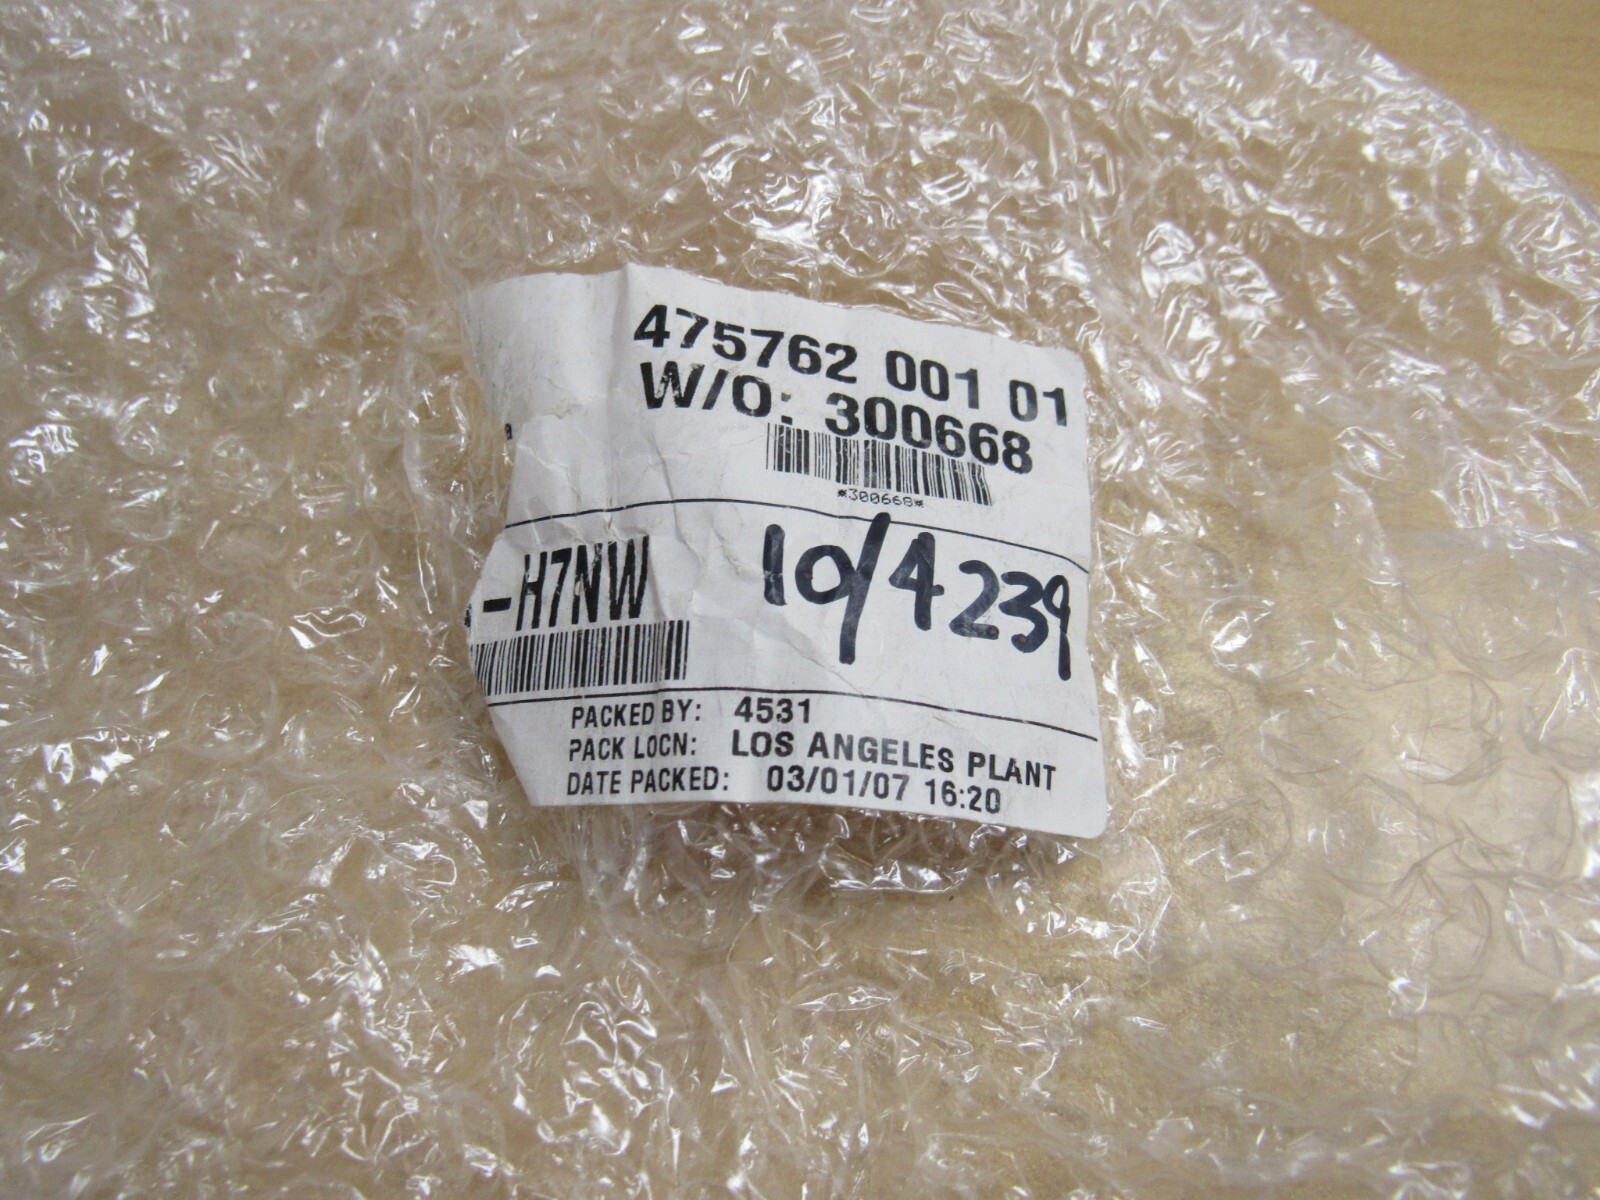 475762 001 01
W/O: 300668
*300668*
-H7NW
10/4239
PACKED BY: 4531
PACK LOCN: LOS ANGELES PLANT
DATE PACKED: 03/01/07 16:20